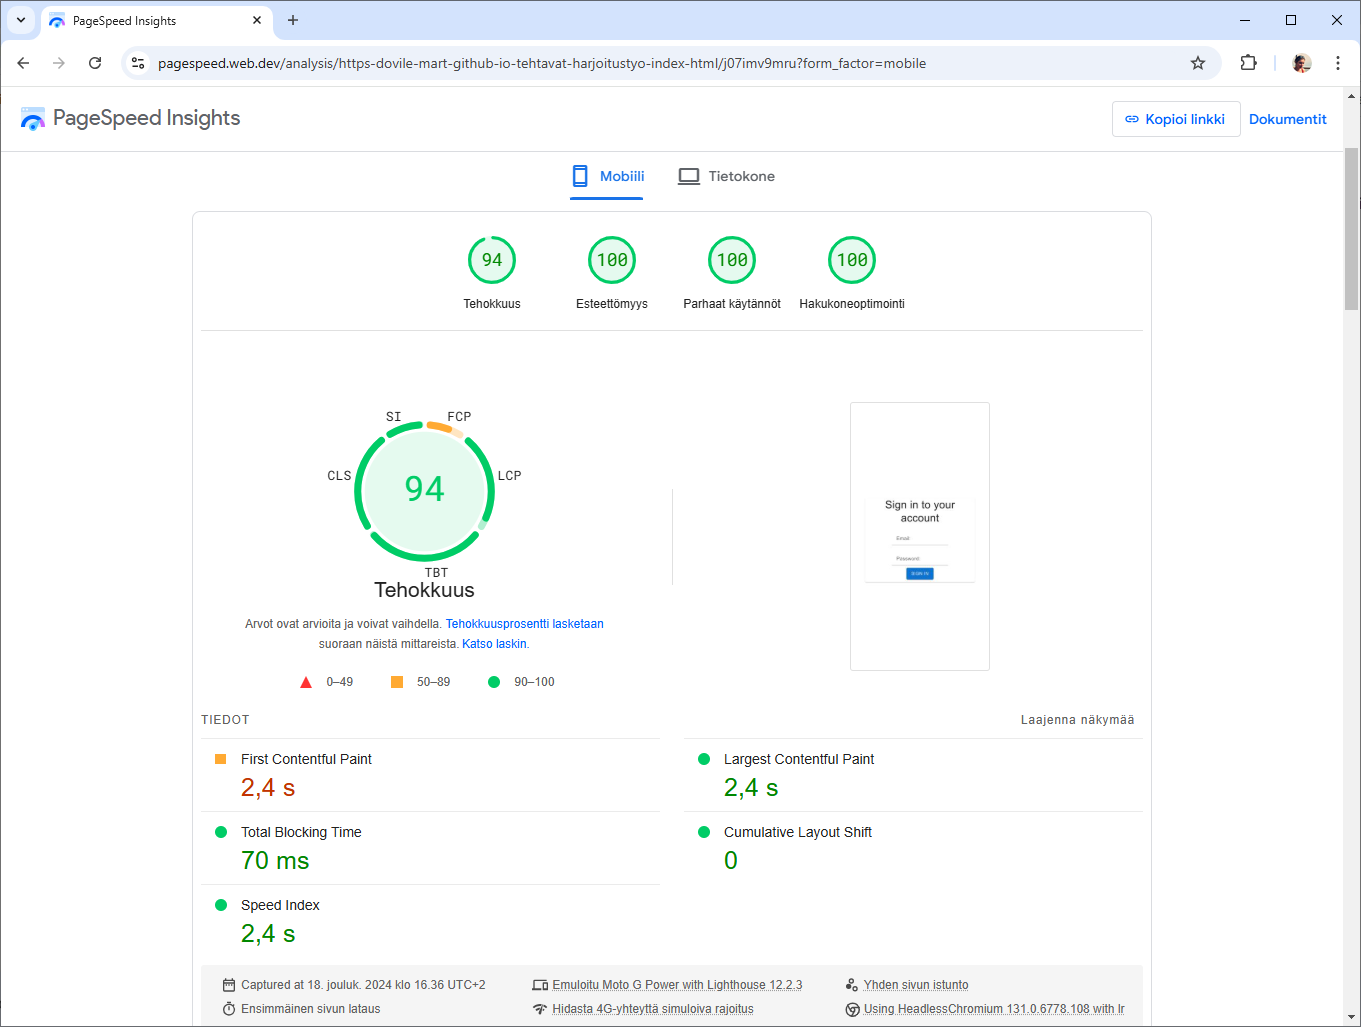 PageSpeed Insights
pagespeed.web.dev/analysis/https-dovile-mart-github-io-tehtavat-harjoitustyo-index-html/j07imv9mru?form_factor=mobile
PageSpeed Insights
Kopioi linkki
Dokumentit
Mobiili
Tietokone
94
100
100
100
Tehokkuus
Esteettömyys
Parhaat käytännöt
Hakukoneoptimointi
SI
FCP
CLS
LCP
94
TBT
Tehokkuus
Sign in to your
account
Email
Password
SIGN IN
Arvot ovat arvioita ja voivat vaihdella. Tehokkuusprosentti lasketaan
suoraan näistä mittareista. Katso laskin.
0–49
50–89
90–100
TIEDOT
Laajenna näkymää
First Contentful Paint
2,4 s
Largest Contentful Paint
2,4 s
Total Blocking Time
70 ms
Cumulative Layout Shift
0
Speed Index
2,4 s
Captured at 18. jouluk. 2024 klo 16.36 UTC+2
Emuloitu Moto G Power with Lighthouse 12.2.3
Yhden sivun istunto
Ensimmäinen sivun lataus
Hidasta 4G-yhteyttä simuloiva rajoitus
Using HeadlessChromium 131.0.6778.108 with lr